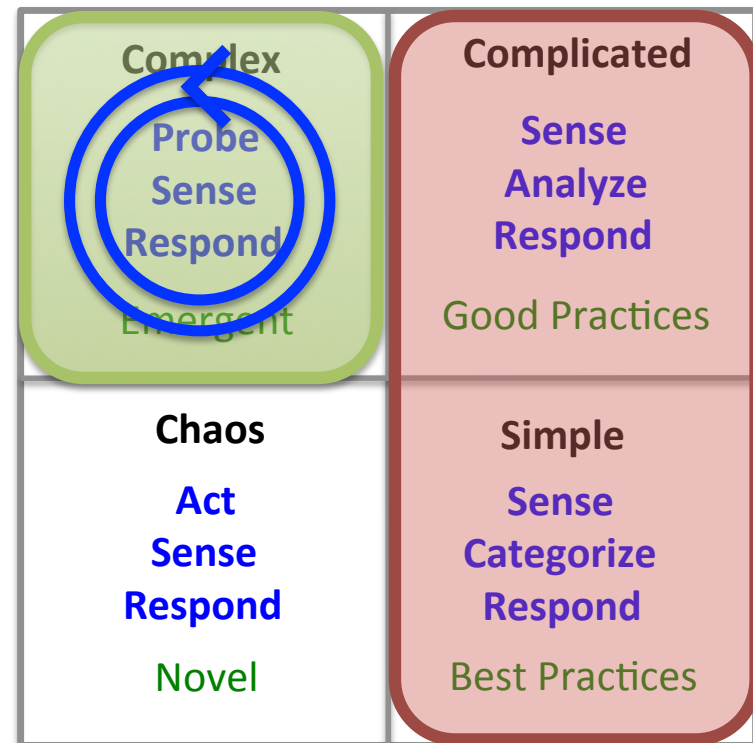 Complex
Probe
Sense
Respond
Emergent
Complicated
Sense
Analyze
Respond
Good Practices
Chaos
Act
Sense
Respond
Novel
Simple
Sense
Categorize
Respond
Best Practices